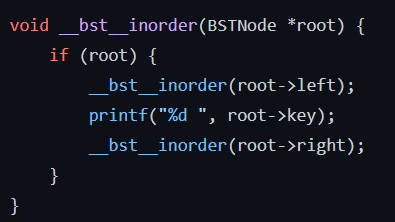 void __bst__inorder(BSTNode *root) {
    if (root) {
        __bst__inorder(root->left);
        printf("%d ", root->key);
        __bst__inorder(root->right);
    }
}